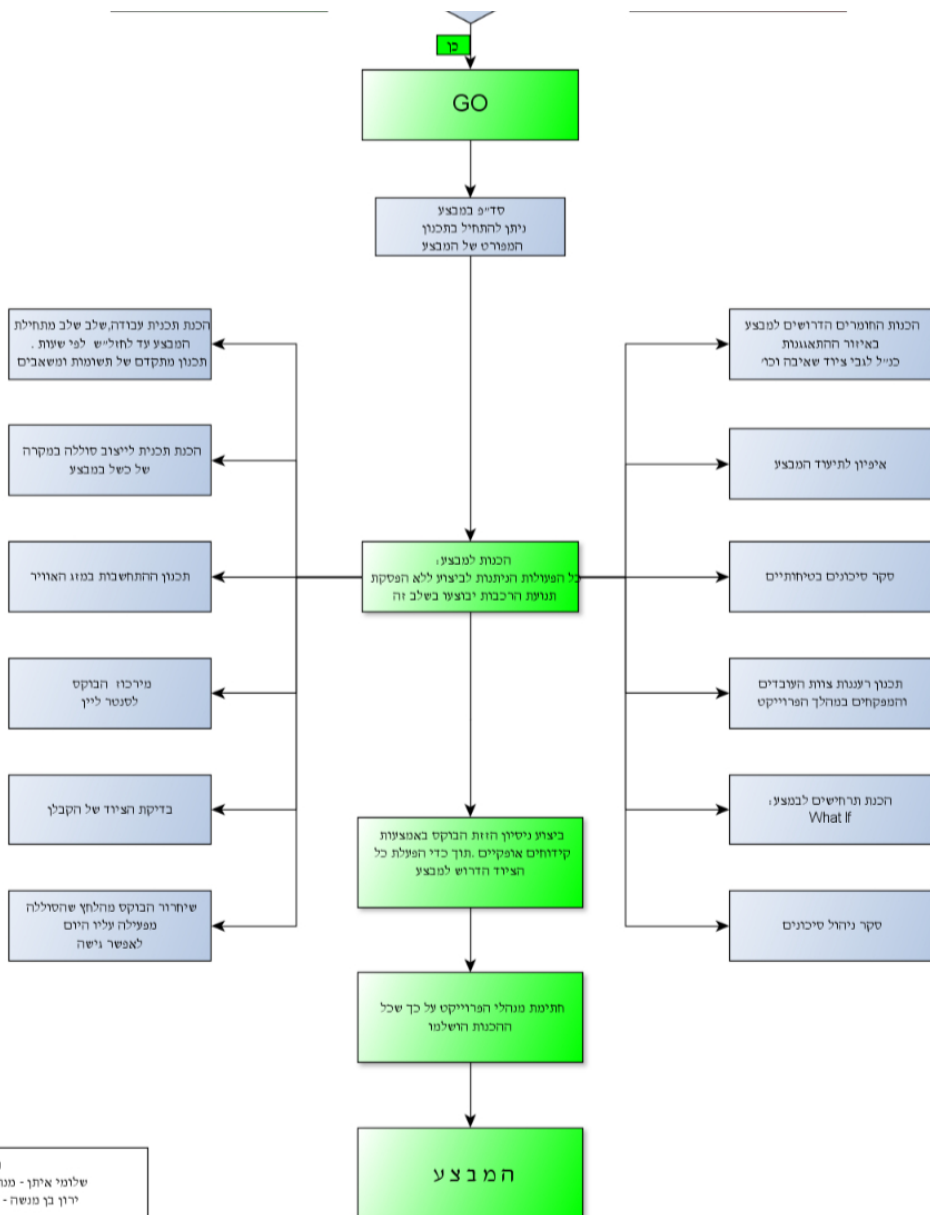 כן
GO
סד״פ במבצע
ניתן להתחיל בתכנון
המפורט של המבצע
הכנות החומרים הדרושים למבצע
באיזור ההתאגנות
כנ״ל לגבי ציוד שאיבה וכו׳
הכנת תכנית עבודה,שלב שלב מתחילת
המבצע עד לחזל״ש לפי שעות .
תכנון מתקדם של תשומות ומשאבים
איפיון לתיעוד המבצע
הכנת תכנית לייצוב סוללה במקרה
של כשל במבצע
סקר סיכונים בטיחותיים
הכנות למבצע:
כל הפעולות הניתנות לביצוע ללא הפסקת
תנועת הרכבות יבוצעו בשלב זה
תכנון ההתחשבות במזג האוויר
תכנון רעננות צוות העובדים
והמפקחים במהלך הפרוייקט
מירכוז הבוקס
לסנטר ליין
הכנת תרחישים לבמצע:
What If
בדיקת הציוד של הקבלן
ביצוע ניסיון הזזת הבוקס באמצעות
קידוחים אופקיים .תוך כדי הפעלת כל
הציוד הדרוש למבצע
סקר ניהול סיכונים
שיחרור הבוקס מהלחץ שהסוללה
מפעילה עליו היום
לאפשר גישה
חתימת מנהלי הפרוייקט על כך שכל
ההכנות הושלמו
המבצע
שלומי איתן -
ירון בן מנשה -